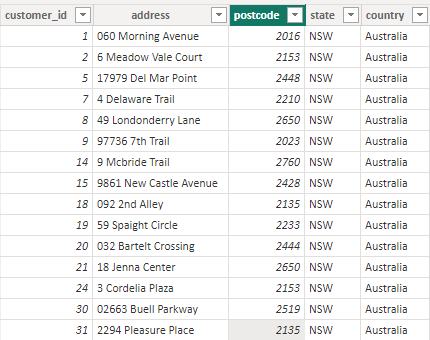 customer_id address postcode state country
1 060 Morning Avenue 2016 NSW Australia
2 6 Meadow Vale Court 2153 NSW Australia
5 17979 Del Mar Point 2448 NSW Australia
7 4 Delaware Trail 2210 NSW Australia
8 49 Londonderry Lane 2650 NSW Australia
9 97736 7th Trail 2023 NSW Australia
14 9 Mcbride Trail 2760 NSW Australia
15 9861 New Castle Avenue 2428 NSW Australia
18 092 2nd Alley 2135 NSW Australia
19 59 Spaight Circle 2233 NSW Australia
20 032 Bartelt Crossing 2444 NSW Australia
21 18 Jenna Center 2650 NSW Australia
24 3 Cordelia Plaza 2153 NSW Australia
30 02663 Buell Parkway 2519 NSW Australia
31 2294 Pleasure Place 2135 NSW Australia